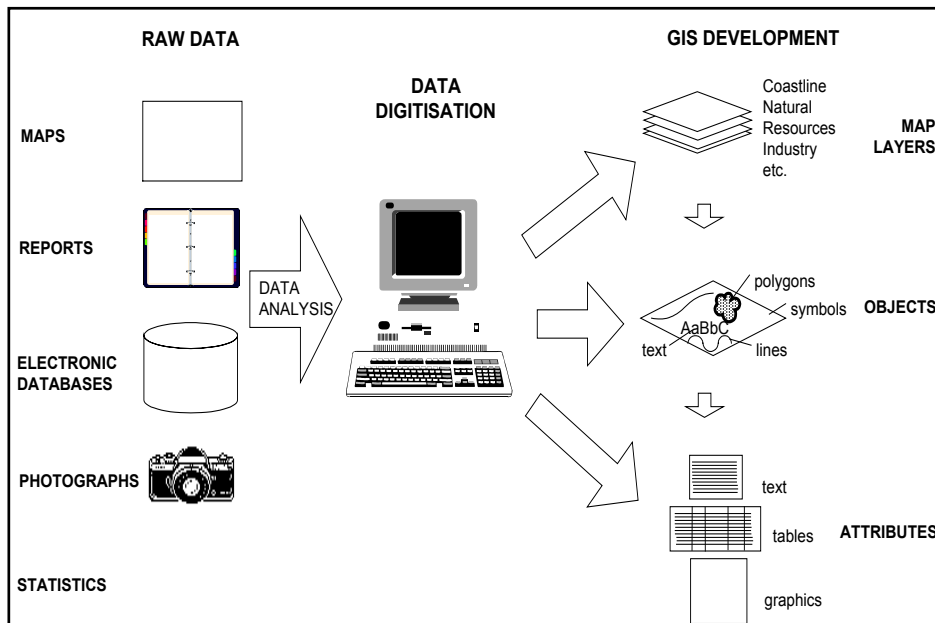 RAW DATA
GIS DEVELOPMENT
DATA
DIGITISATION
MAPS
REPORTS
ELECTRONIC
DATABASES
PHOTOGRAPHS
STATISTICS
DATA
ANALYSIS
Coastline
Natural
Resources
Industry
etc.
MAP
LAYERS
polygons
symbols
AaBbC
text
lines
OBJECTS
text
tables
ATTRIBUTES
graphics